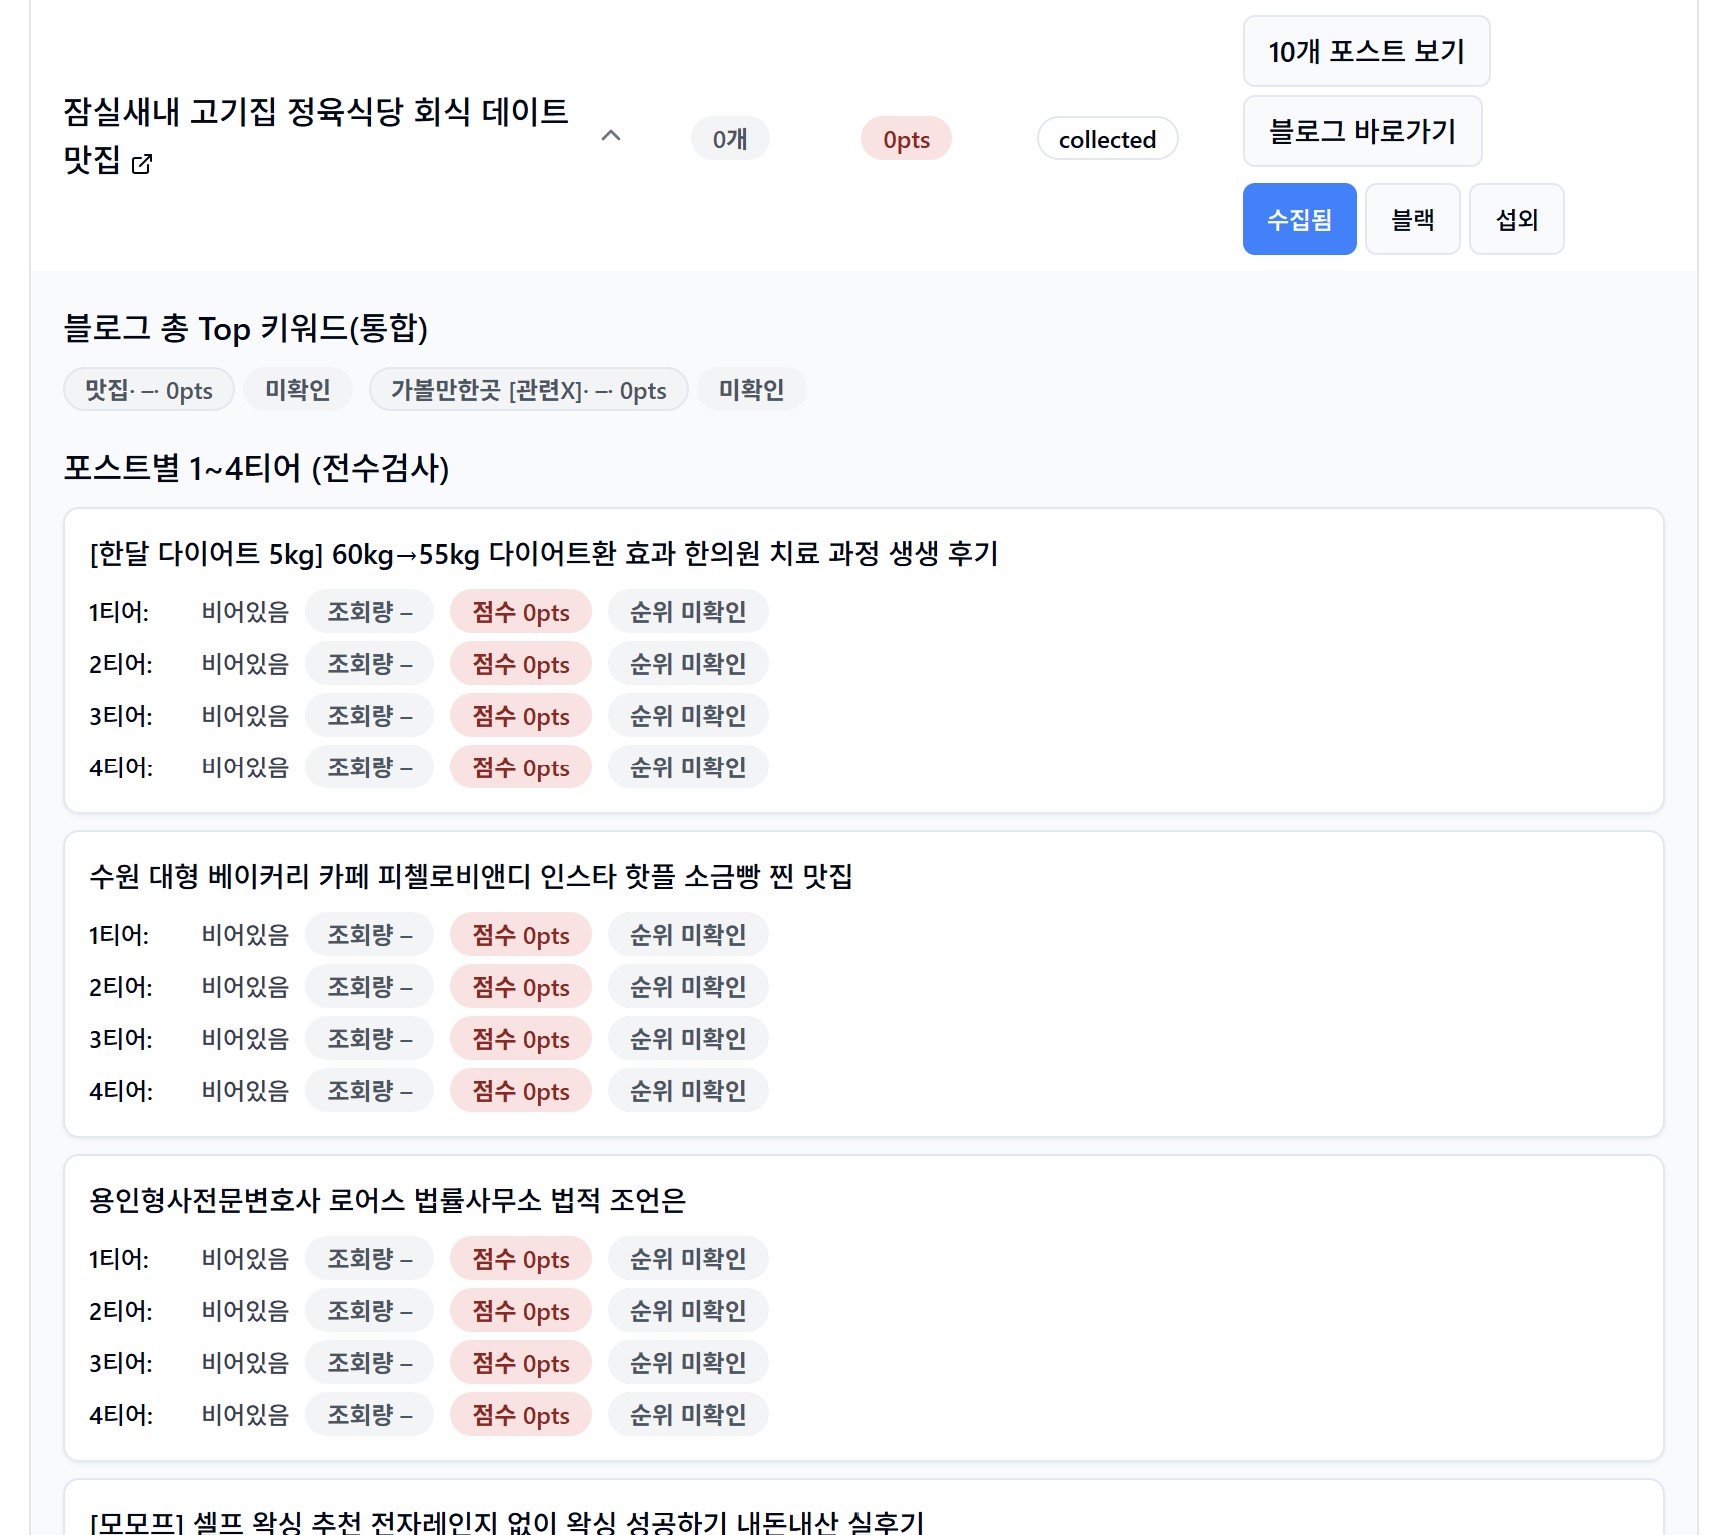 10개 포스트 보기
잠실새내 고기집 정육식당 회식 데이트
맛집
0개
0pts
collected
블로그 바로가기
수집됨
블랙
섭외
블로그 총 Top 키워드(통합)
맛집· –· 0pts 미확인 가볼만한곳 [관련X]· –· 0pts 미확인
포스트별 1~4티어 (전수검사)
[한달 다이어트 5kg] 60kg→55kg 다이어트환 효과 한의원 치료 과정 생생 후기
1티어: 비어있음 조회량 – 점수 0pts 순위 미확인
2티어: 비어있음 조회량 – 점수 0pts 순위 미확인
3티어: 비어있음 조회량 – 점수 0pts 순위 미확인
4티어: 비어있음 조회량 – 점수 0pts 순위 미확인
수원 대형 베이커리 카페 피첼로비앤디 인스타 핫플 소금빵 찐 맛집
1티어: 비어있음 조회량 – 점수 0pts 순위 미확인
2티어: 비어있음 조회량 – 점수 0pts 순위 미확인
3티어: 비어있음 조회량 – 점수 0pts 순위 미확인
4티어: 비어있음 조회량 – 점수 0pts 순위 미확인
용인형사전문변호사 로어스 법률사무소 법적 조언은
1티어: 비어있음 조회량 – 점수 0pts 순위 미확인
2티어: 비어있음 조회량 – 점수 0pts 순위 미확인
3티어: 비어있음 조회량 – 점수 0pts 순위 미확인
4티어: 비어있음 조회량 – 점수 0pts 순위 미확인
[모모프] 셀프 왁싱 추천 전자레인지 없이 왁싱 성공하기 내돈내산 실후기